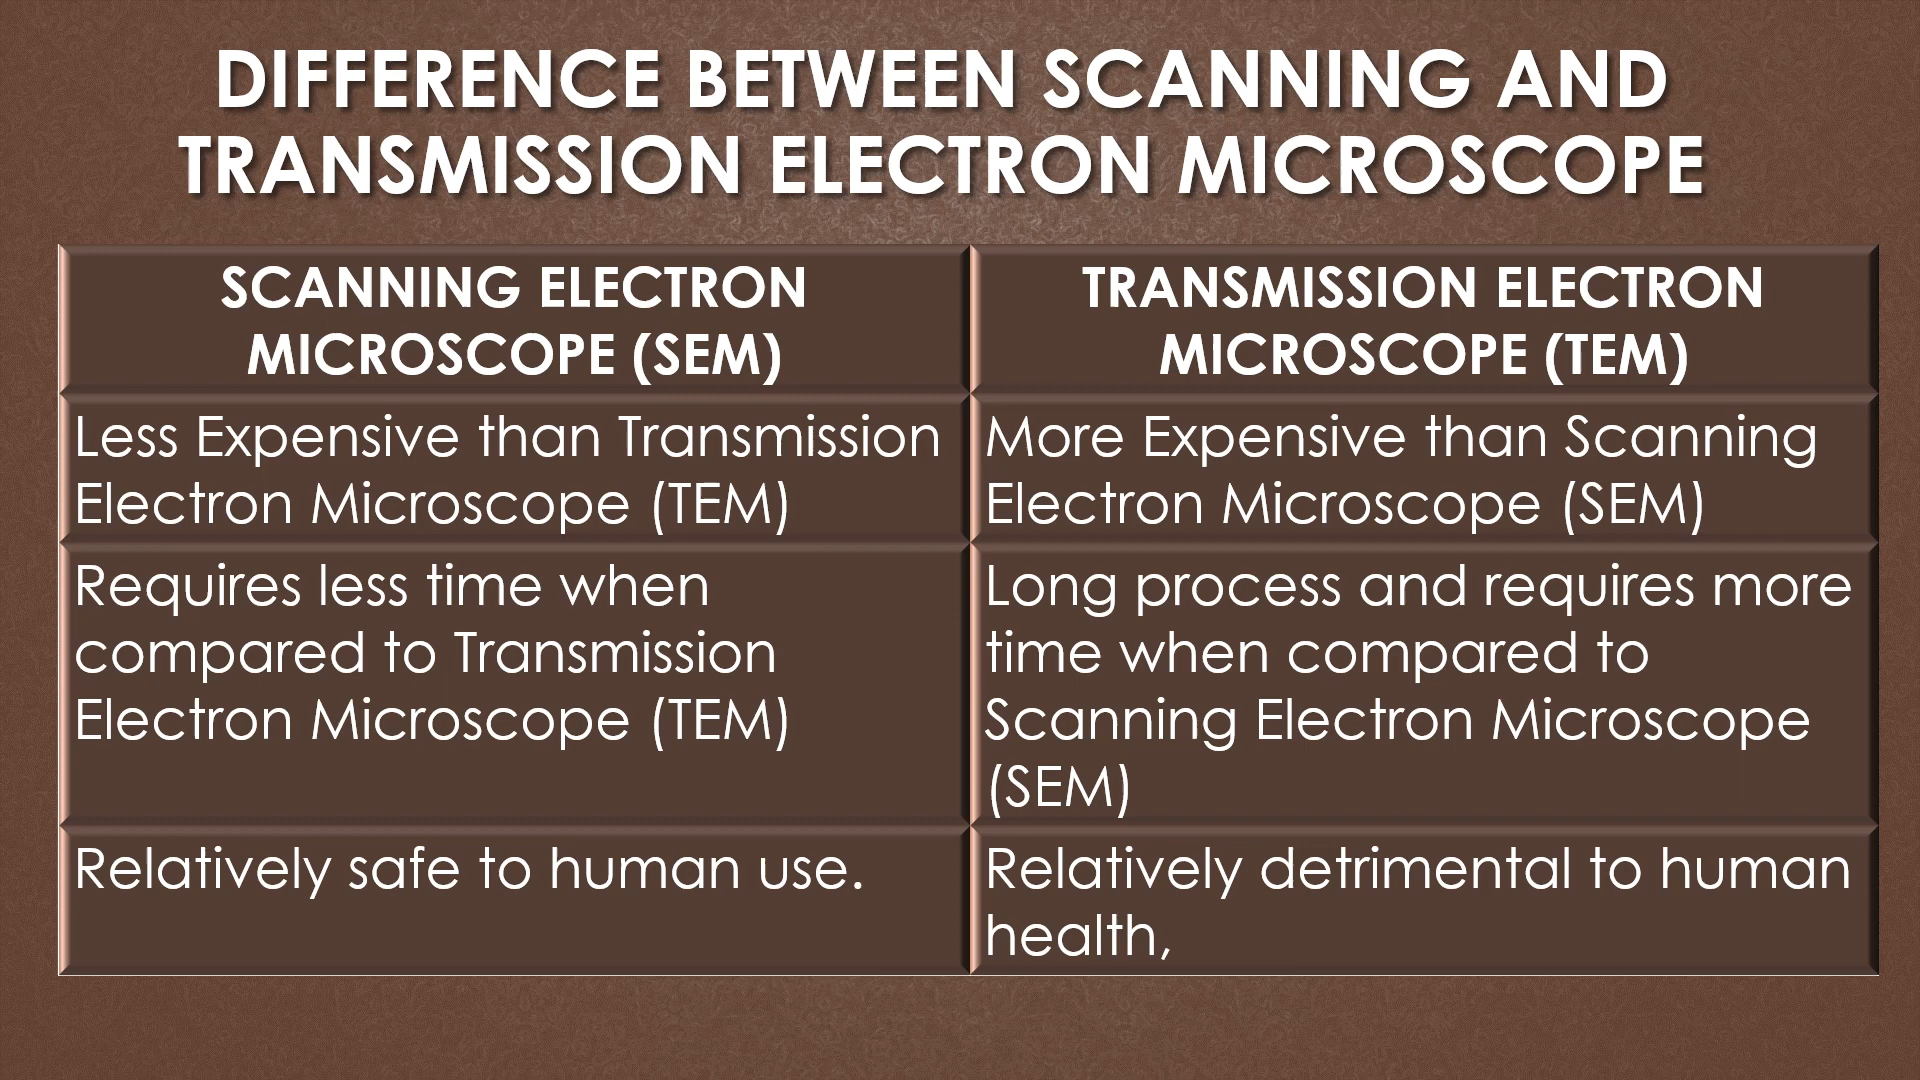 DIFFERENCE BETWEEN SCANNING AND
TRANSMISSION ELECTRON MICROSCOPE
SCANNING ELECTRON
MICROSCOPE (SEM)
TRANSMISSION ELECTRON
MICROSCOPE (TEM)
Less Expensive than Transmission
Electron Microscope (TEM)
More Expensive than Scanning
Electron Microscope (SEM)
Requires less time when
compared to Transmission
Electron Microscope (TEM)
Long process and requires more
time when compared to
Scanning Electron Microscope
(SEM)
Relatively safe to human use.
Relatively detrimental to human
health,